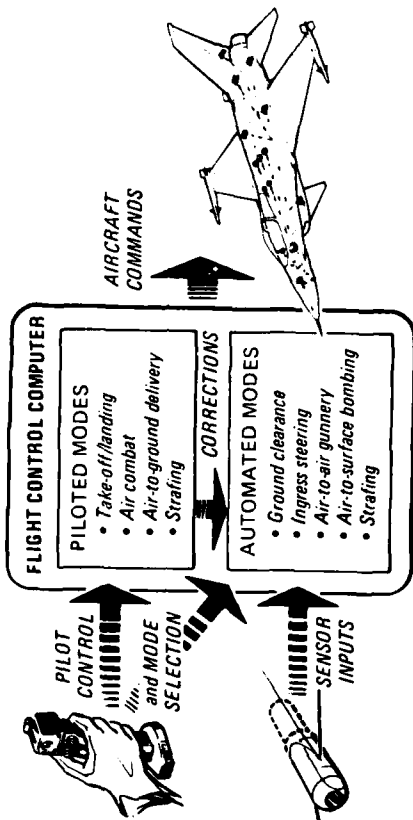 FLIGHT CONTROL COMPUTER
PILOT
CONTROL
and MODE
SELECTION
PILOTED MODES
• Take-off/landing
• Air combat
• Air-to-ground delivery
• Strafing
CORRECTIONS
AUTOMATED MODES
• Ground clearance
• Ingress steering
• Air-to-air gunnery
• Air-to-surface bombing
• Strafing
SENSOR
INPUTS
AIRCRAFT
COMMANDS